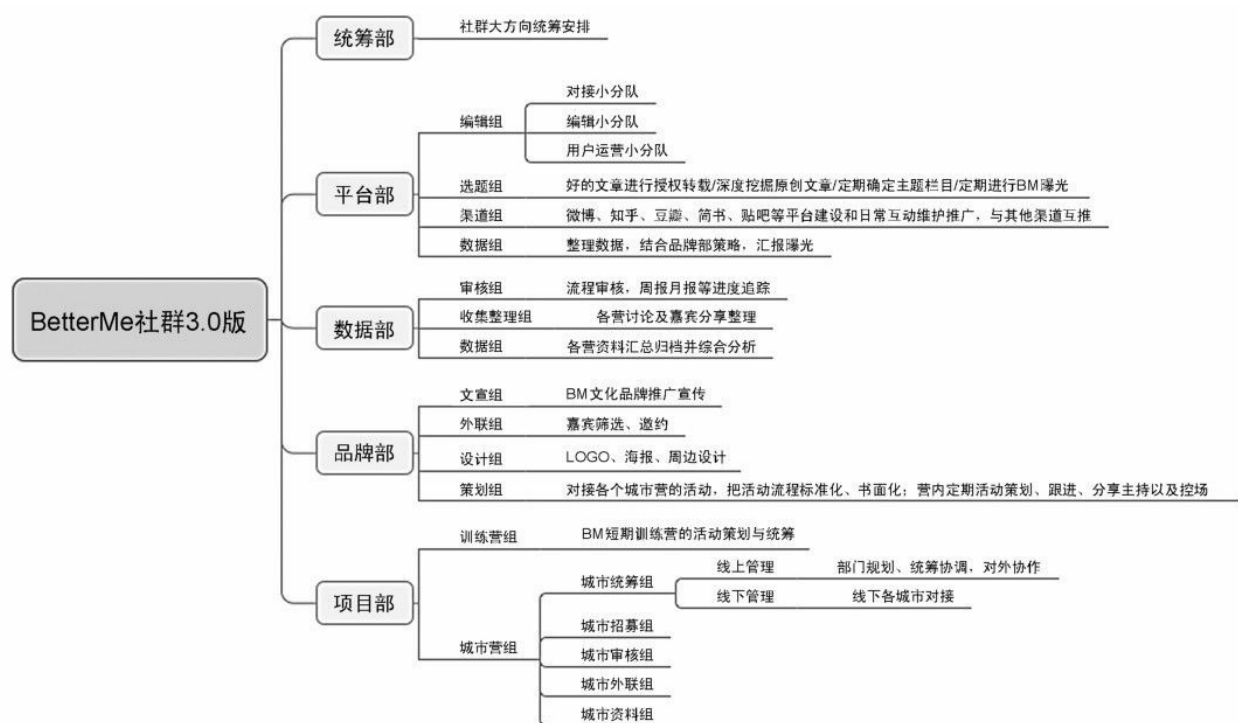 统筹部
社群大方向统筹安排
对接小分队
编辑组
编辑小分队
用户运营小分队
平台部
选题组
好的文章进行授权转载/深度挖掘原创文章/定期确定主题栏目/定期进行BM曝光
渠道组
微博、知乎、豆瓣、简书、贴吧等平台建设和日常互动维护推广，与其他渠道互推
数据组
整理数据，结合品牌部策略，汇报曝光
BetterMe社群3.0版
审核组
流程审核，周报月报等进度追踪
数据部
收集整理组
各营讨论及嘉宾分享整理
数据组
各营资料汇总归档并综合分析
文宣组
BM文化品牌推广宣传
外联组
嘉宾筛选、邀约
品牌部
设计组
LOGO、海报、周边设计
策划组
对接各个城市营的活动，把活动流程标准化、书面化；营内定期活动策划、跟进、分享主持以及控场
训练营组
BM短期训练营的活动策划与统筹
项目部
城市统筹组
线上管理
部门规划、统筹协调，对外协作
线下管理
线下各城市对接
城市营组
城市招募组
城市审核组
城市外联组
城市资料组